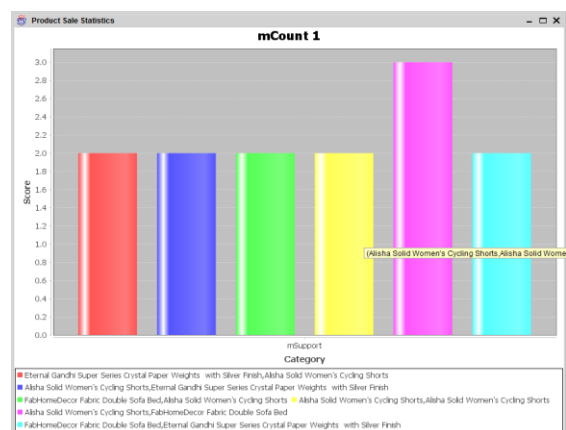 Product Sale Statistics
mCount 1
3.0
2.8
2.6
2.4
2.2
2.0
1.8
1.6
1.4
1.2
1.0
0.8
0.6
0.4
0.2
0.0
Score
(Alisha Solid Women's Cycling Shorts,Alisha Solid Wome
mSupport
Category
Eternal Gandhi Super Series Crystal Paper Weights with Silver Finish,Alisha Solid Women's Cycling Shorts
Alisha Solid Women's Cycling Shorts,Eternal Gandhi Super Series Crystal Paper Weights with Silver Finish
FabHomeDecor Fabric Double Sofa Bed,Alisha Solid Women's Cycling Shorts Alisha Solid Women's Cycling Shorts,Alisha Solid Women's Cycling Shorts
Alisha Solid Women's Cycling Shorts,FabHomeDecor Fabric Double Sofa Bed
FabHomeDecor Fabric Double Sofa Bed,Eternal Gandhi Super Series Crystal Paper Weights with Silver Finish